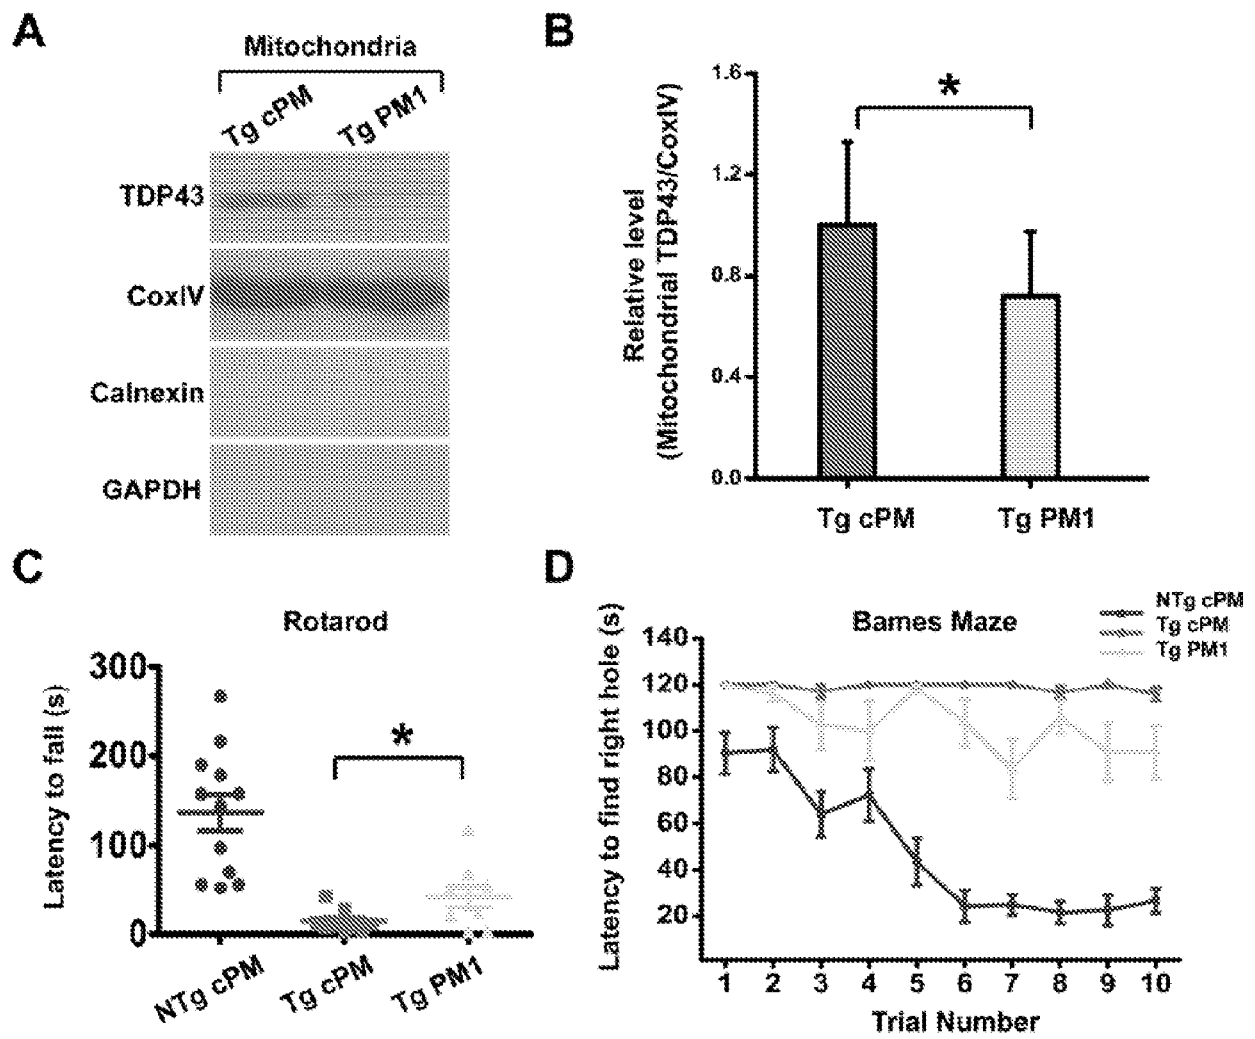 A
Mitochondria
Tg cPM
Tg PM1
TDP43
CoxIV
Calnexin
GAPDH
B
Relative level
(Mitochondrial TDP43/CoxIV)
1.6
1.2
0.8
0.4
0.0
*
Tg cPM
Tg PM1
C
Rotarod
Latency to fall (s)
300
200
100
0
*
NTg cPM
Tg cPM
Tg PM1
D
Barnes Maze
NTg cPM
Tg cPM
Tg PM1
Latency to find right hole (s)
140
120
100
80
60
40
20
1 2 3 4 5 6 7 8 9 10
Trial Number